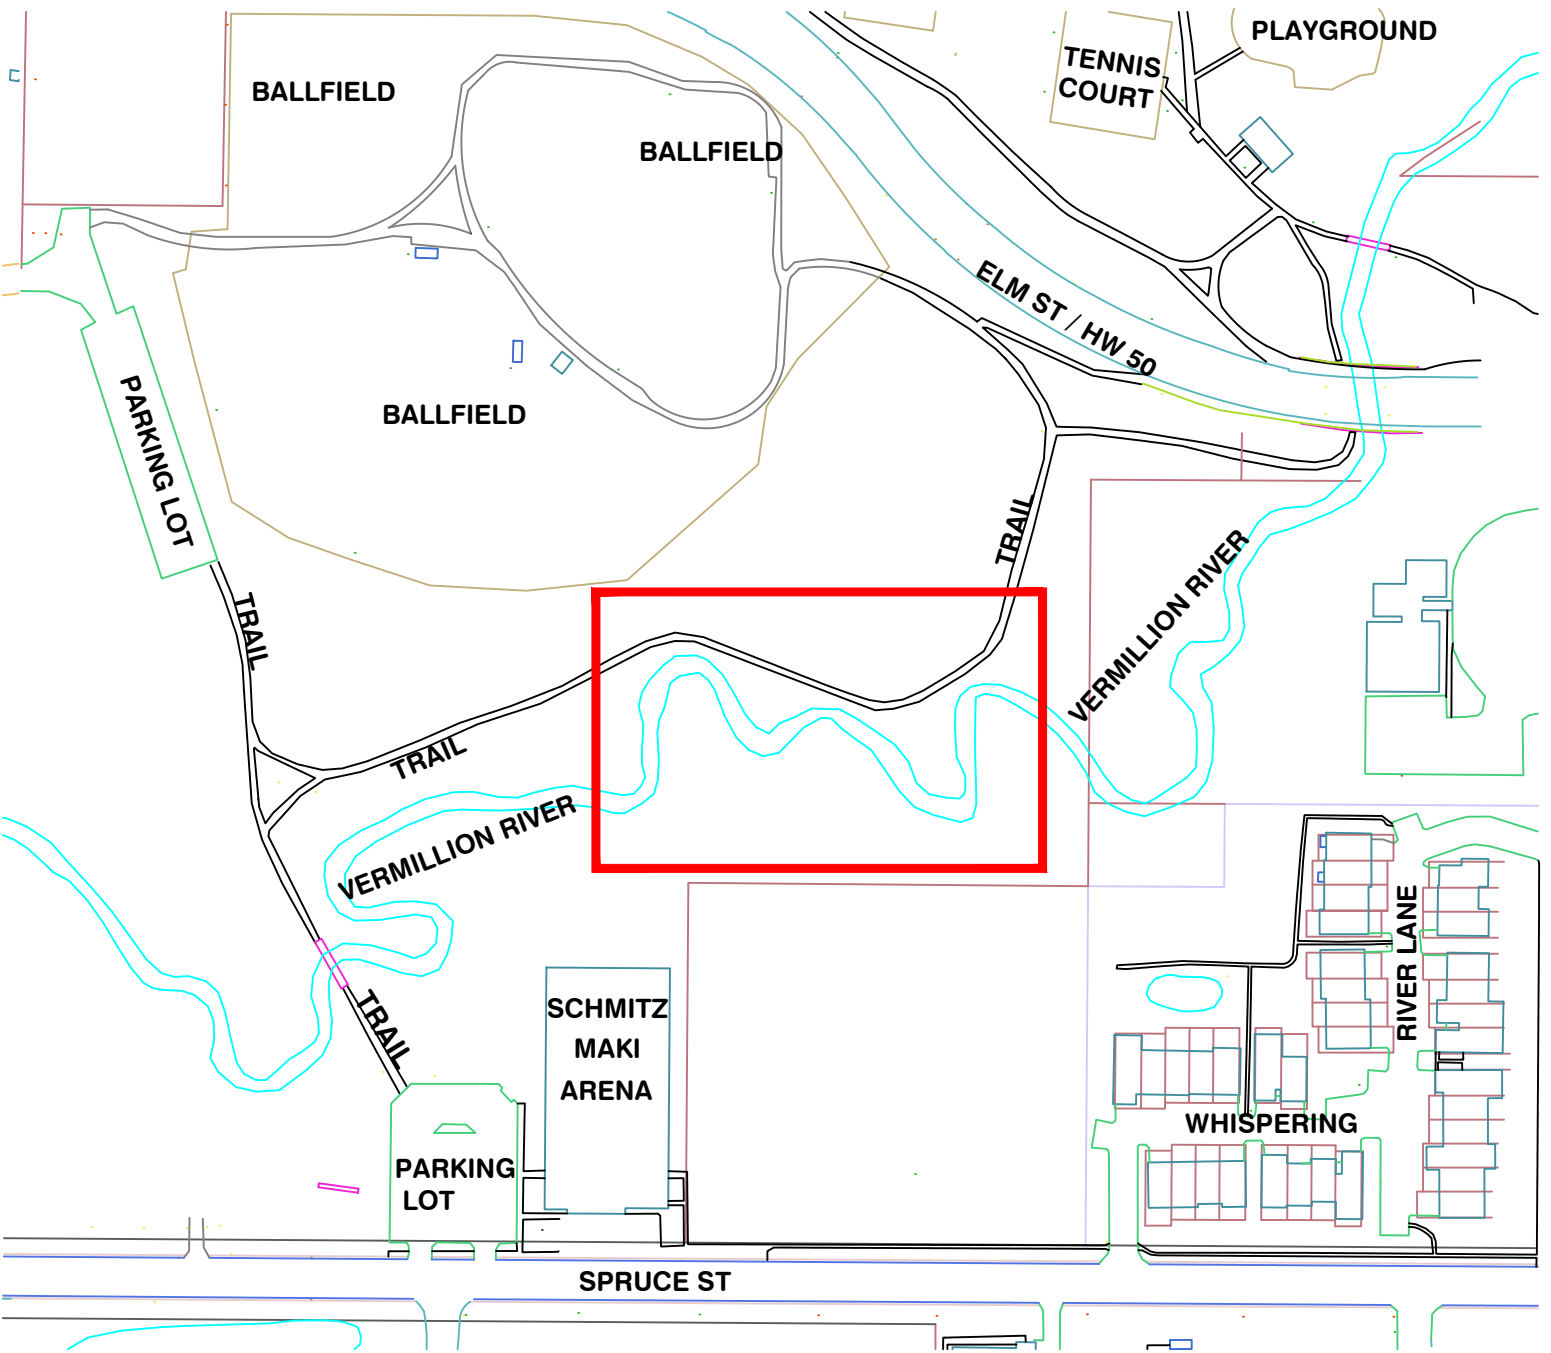 PLAYGROUND
TENNIS
COURT
BALLFIELD
BALLFIELD
ELM ST / HW 50
BALLFIELD
PARKING LOT
TRAIL
TRAIL
VERMILLION RIVER
TRAIL
VERMILLION RIVER
RIVER LANE
SCHMITZ
MAKI
ARENA
TRAIL
WHISPERING
PARKING
LOT
SPRUCE ST